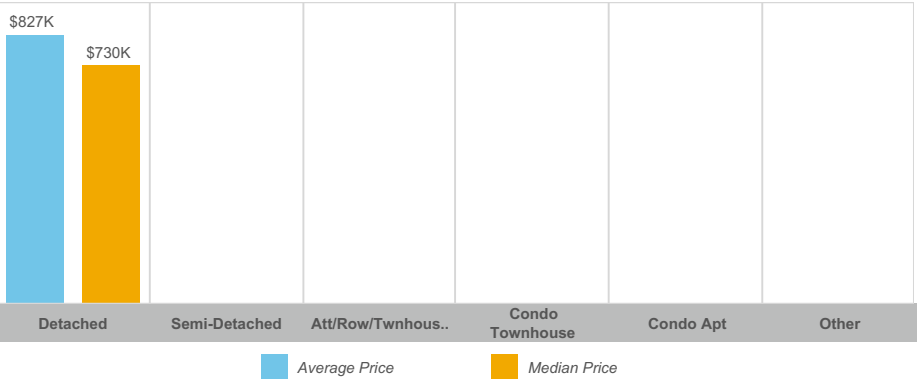 $827K
$730K
Detached
Semi-Detached
Att/Row/Twnhous..
Condo
Townhouse
Condo Apt
Other
Average Price
Median Price